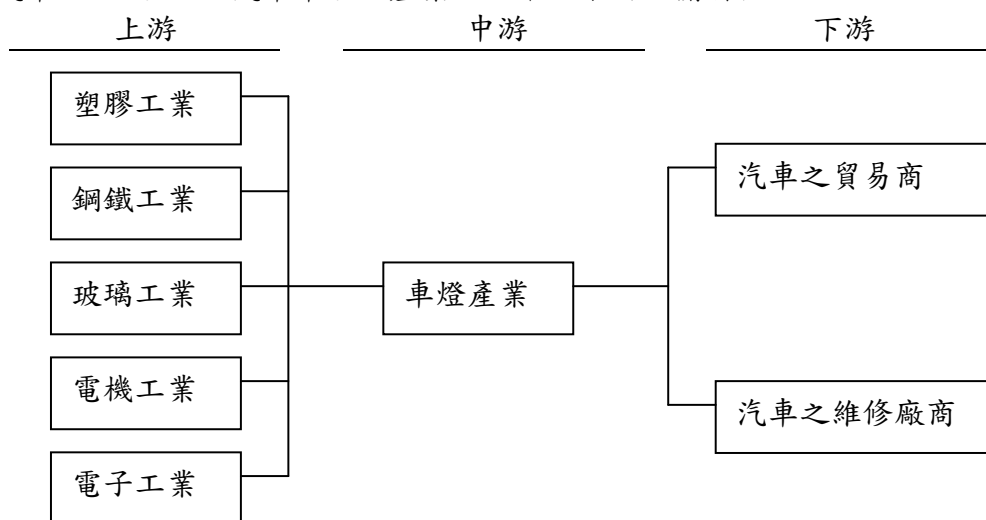 上游 中游 下游
塑膠工業
鋼鐵工業
玻璃工業
電機工業
電子工業
車燈產業
汽車之貿易商
汽車之維修廠商